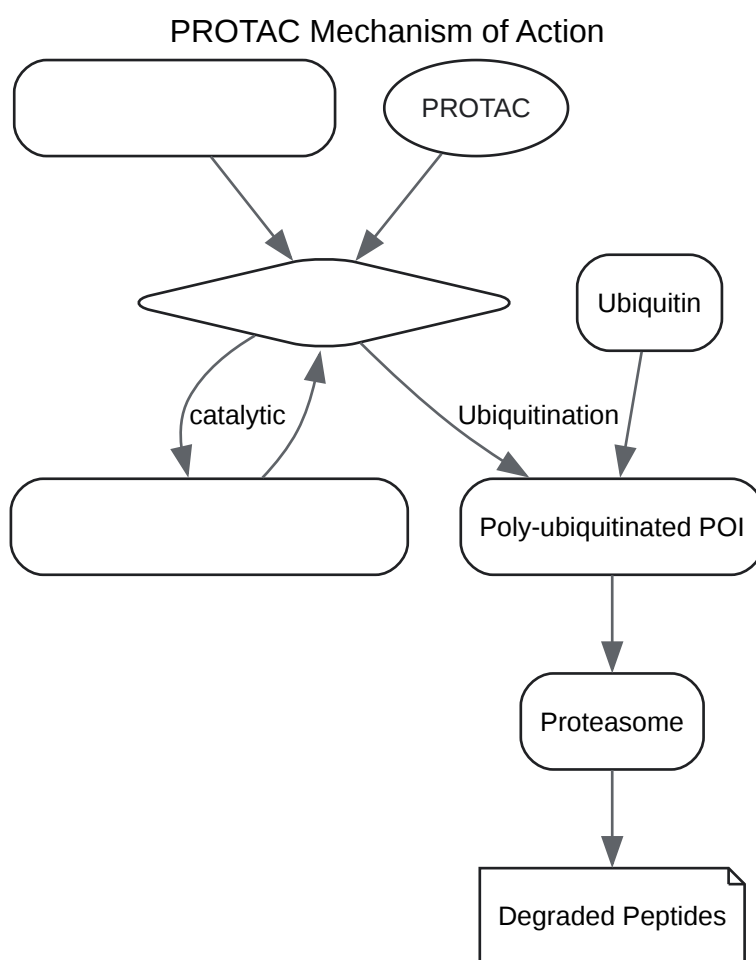 PROTAC Mechanism of Action
PROTAC
Ubiquitin
catalytic
Ubiquitination
Poly-ubiquitinated POI
Proteasome
Degraded Peptides